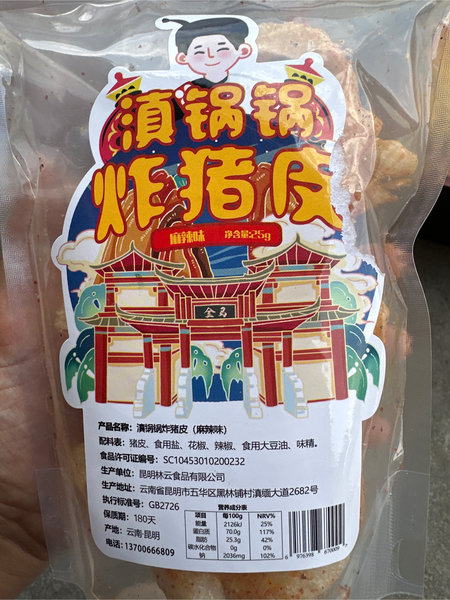 滇锅锅
炸猪皮
麻辣味 净含量25g
金马
产品名称：滇锅锅炸猪皮（麻辣味）
配料表：猪皮、食用盐、花椒、辣椒、食用大豆油、味精。
食品许可证编号：SC10453010200232
生产单位：昆明林云食品有限公司
生产地址：云南省昆明市五华区黑林铺村滇缅大道2682号
执行标准号：GB2726
保质期：180天
产地：云南·昆明
电话:13700666809
营养成分表
项目 每100g NRV%
能量 2126kJ 25%
蛋白质 70.0g 117%
脂肪 25.3g 42%
碳水化合物 0g 0%
钠 2036mg 102%
6 976398 870009